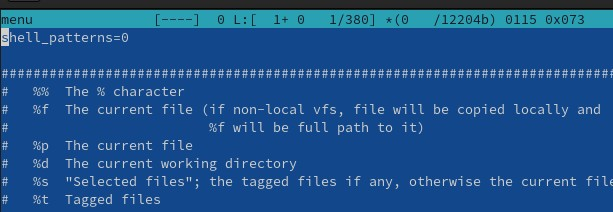 menu [----] 0 L:[ 1+ 0 1/380] *(0 /12204b) 0115 0x073
shell_patterns=0
################################################################################
# %% The % character
# %f The current file (if non-local vfs, file will be copied locally and
# %f will be full path to it)
# %p The current file
# %d The current working directory
# %s "Selected files"; the tagged files if any, otherwise the current file
# %t Tagged files